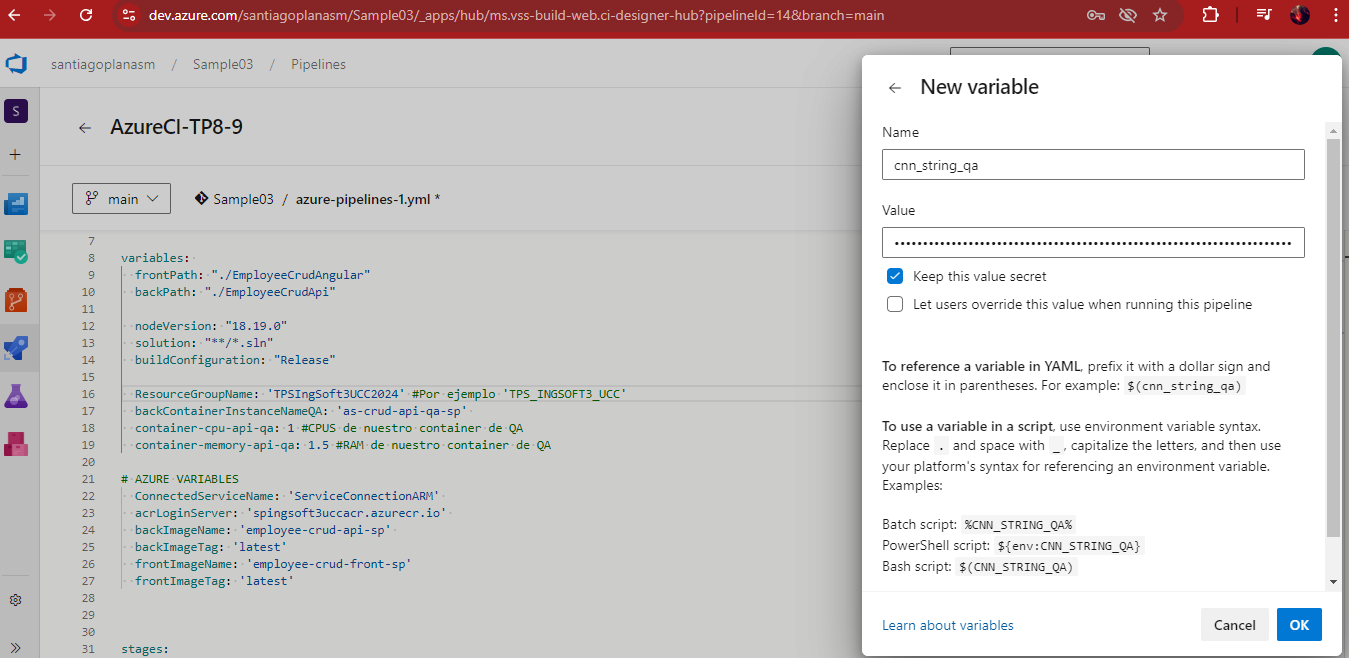 dev.azure.com/santiagoplanasm/Sample03/_apps/hub/ms.vss-build-web.ci-designer-hub?pipelineId=14&branch=main
santiagoplanasm / Sample03 / Pipelines
S
AzureCI-TP8-9
main Sample03 / azure-pipelines-1.yml *
7
8 variables:
9 frontPath: "./EmployeeCrudAngular"
10 backPath: "./EmployeeCrudApi"
11
12 nodeVersion: "18.19.0"
13 solution: "**/*.sln"
14 buildConfiguration: "Release"
15
16 ResourceGroupName: 'TPSIngSoft3UCC2024' #Por ejemplo 'TPS_INGSOFT3_UCC'
17 backContainerInstanceNameQA: 'as-crud-api-qa-sp'
18 container-cpu-api-qa: 1 #CPUS de nuestro container de QA
19 container-memory-api-qa: 1.5 #RAM de nuestro container de QA
20
21 # AZURE VARIABLES
22 ConnectedServiceName: 'ServiceConnectionARM'
23 acrLoginServer: 'spingsoft3uccacr.azurecr.io'
24 backImageName: 'employee-crud-api-sp'
25 backImageTag: 'latest'
26 frontImageName: 'employee-crud-front-sp'
27 frontImageTag: 'latest'
28
29
30
31 stages:
New variable
Name
cnn_string_qa
Value
Keep this value secret
Let users override this value when running this pipeline
To reference a variable in YAML, prefix it with a dollar sign and
enclose it in parentheses. For example: $(cnn_string_qa)
To use a variable in a script, use environment variable syntax.
Replace . and space with _, capitalize the letters, and then use
your platform's syntax for referencing an environment variable.
Examples:
Batch script: %CNN_STRING_QA%
PowerShell script: ${env:CNN_STRING_QA}
Bash script: $(CNN_STRING_QA)
Learn about variables
Cancel
OK